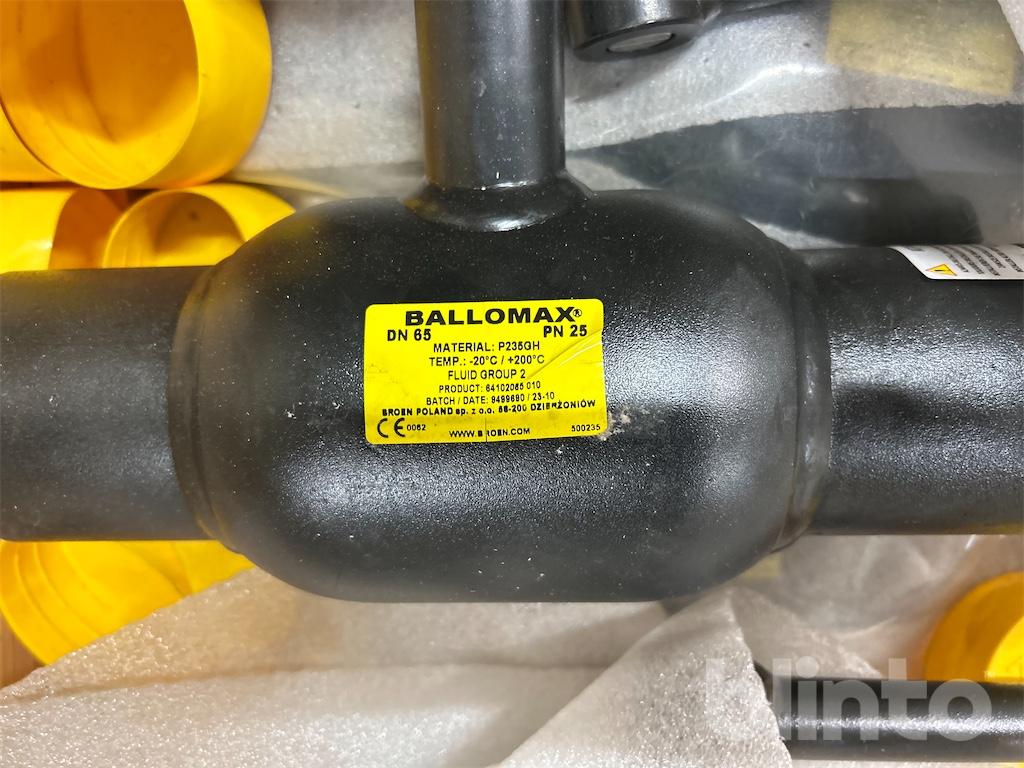 BALLOMAX®
DN 65 PN 25
MATERIAL: P235GH
TEMP.: -20°C / +200°C
FLUID GROUP 2
PRODUCT: 64102065 010
BATCH / DATE: 9499690 / 23-10
BROEN POLAND sp. z o.o. 58-200 DZIERŻONIÓW
CE 0062 WWW.BROEN.COM 500235
blinto